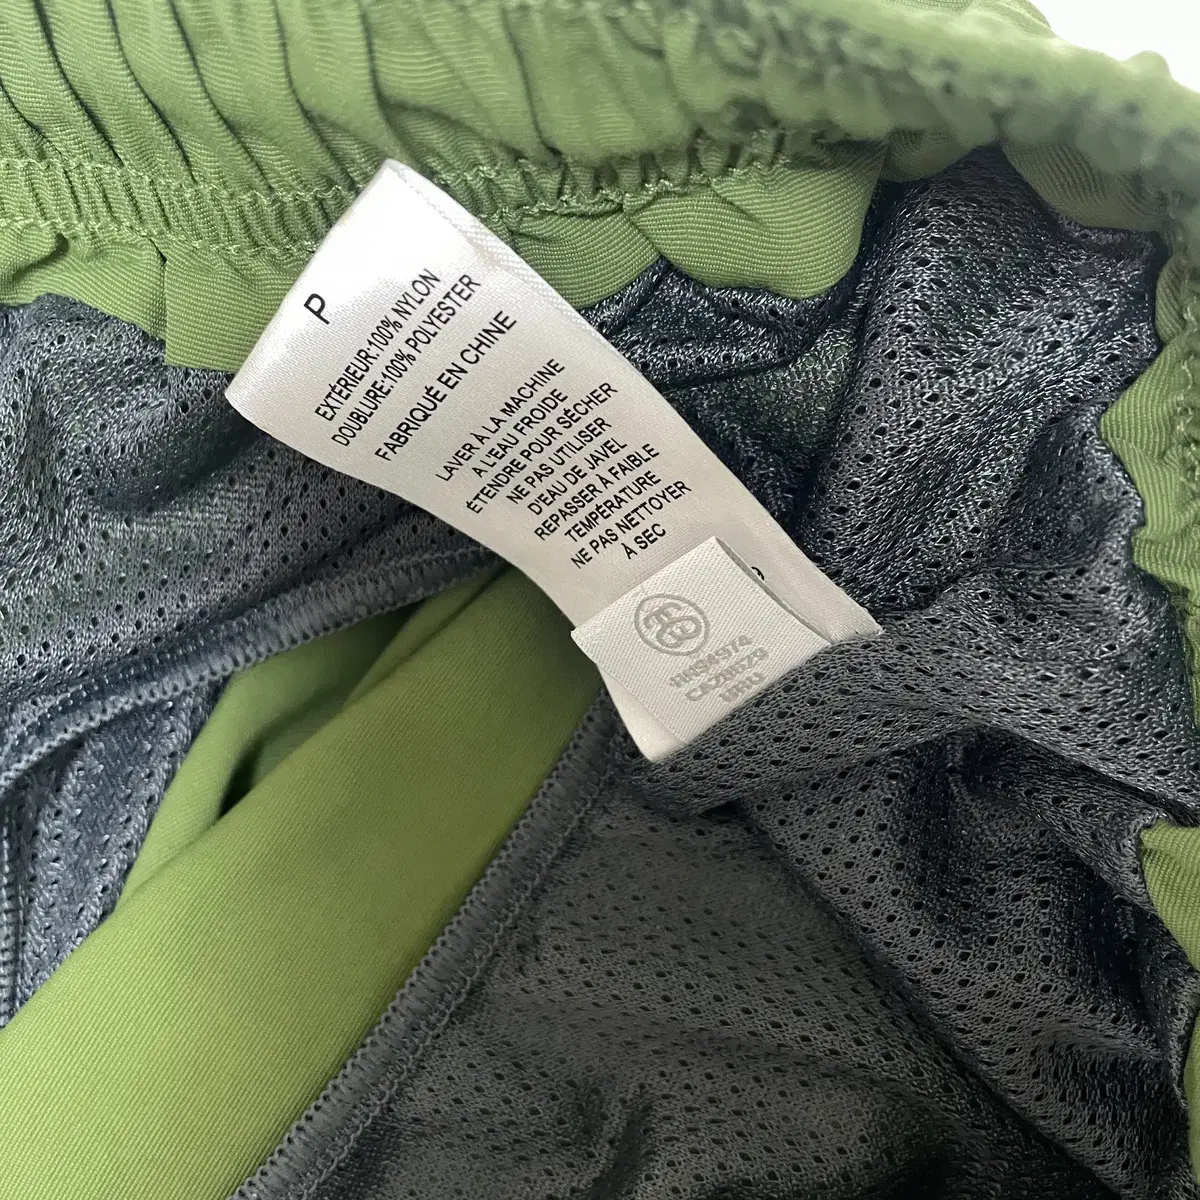 P
EXTÉRIEUR:100% NYLON
DOUBLURE:100% POLYESTER
FABRIQUÉ EN CHINE
LAVER À LA MACHINE
À L'EAU FROIDE
ÉTENDRE POUR SÉCHER
NE PAS UTILISER
D'EAU DE JAVEL
REPASSER À FAIBLE
TEMPÉRATURE
NE PAS NETTOYER
À SEC
CA28029